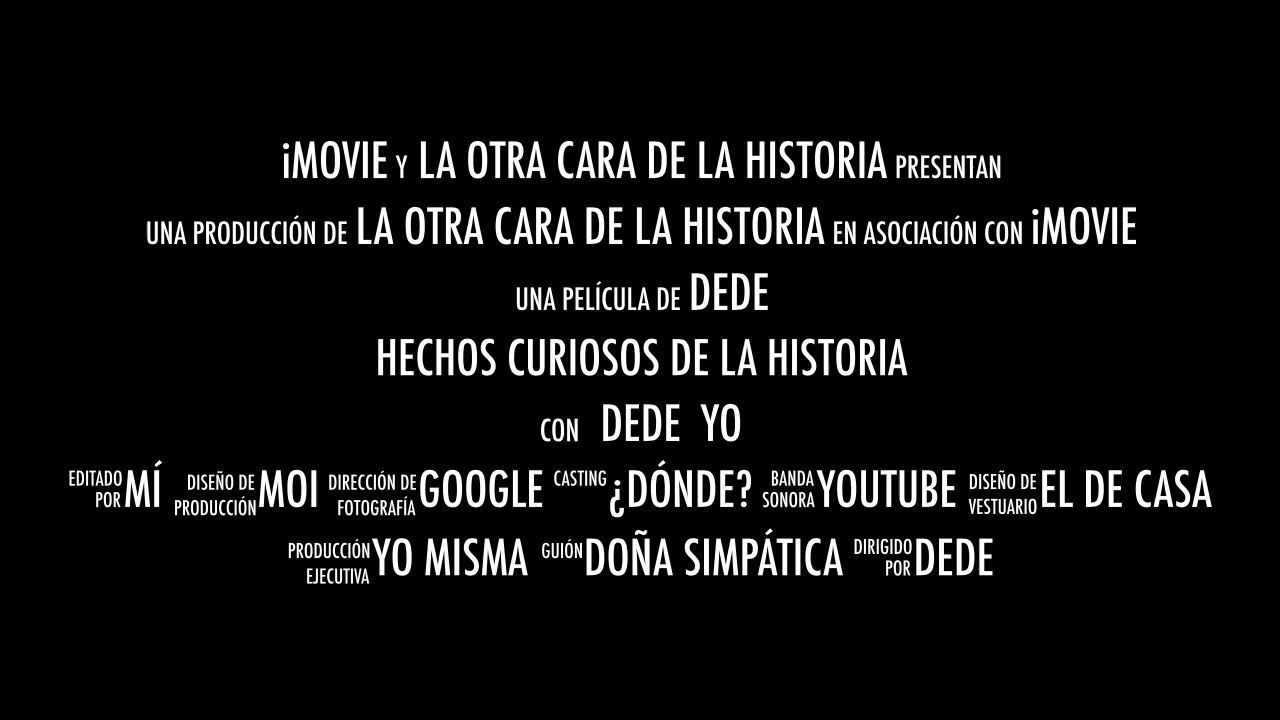 iMOVIE Y LA OTRA CARA DE LA HISTORIA PRESENTAN
UNA PRODUCCIÓN DE LA OTRA CARA DE LA HISTORIA EN ASOCIACIÓN CON iMOVIE
UNA PELÍCULA DE DEDE
HECHOS CURIOSOS DE LA HISTORIA
CON DEDE YO
EDITADO POR MÍ DISEÑO DE PRODUCCIÓN MOI DIRECCIÓN DE FOTOGRAFÍA GOOGLE CASTING ¿DÓNDE? BANDA SONORA YOUTUBE DISEÑO DE VESTUARIO EL DE CASA
PRODUCCIÓN EJECUTIVA YO MISMA GUIÓN DOÑA SIMPÁTICA DIRIGIDO POR DEDE